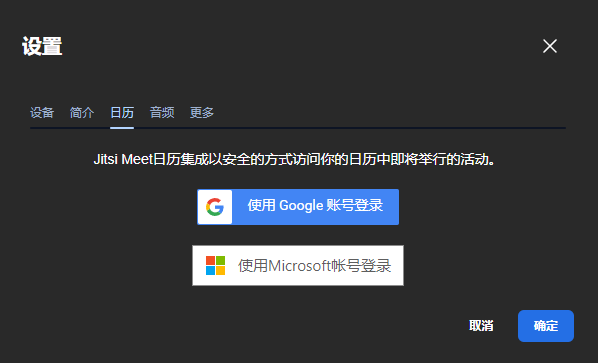 设置
设备 简介 日历 音频 更多
Jitsi Meet日历集成以安全的方式访问你的日历中即将举行的活动。
使用 Google 账号登录
使用Microsoft帐号登录
取消 确定